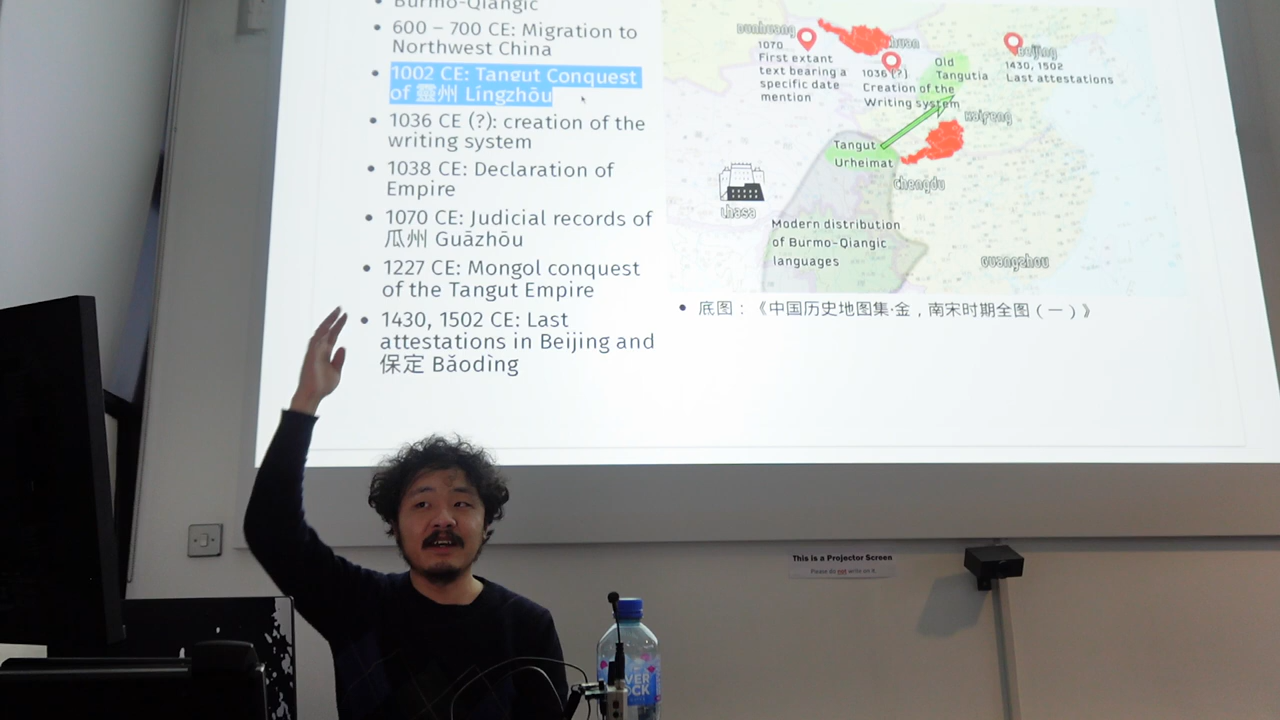 Burmo-Qiangic
600 – 700 CE: Migration to
Northwest China
1002 CE: Tangut Conquest
of 靈州 Língzhōu
1036 CE (?): creation of the
writing system
1038 CE: Declaration of
Empire
1070 CE: Judicial records of
瓜州 Guāzhōu
1227 CE: Mongol conquest
of the Tangut Empire
1430, 1502 CE: Last
attestations in Beijing and
保定 Bǎodìng
Dunhuang
1070
First extant
text bearing a
specific date
mention
1036 (?)
Creation of the
Writing system
Old
Tangutia
Beijing
1430, 1502
Last attestations
Kaifeng
Tangut
Urheimat
Chengdu
Lhasa
Modern distribution
of Burmo-Qiangic
languages
Guangzhou
底图：《中国历史地图集·金，南宋时期全图（一）》
This is a Projector Screen
Please do not write on it.